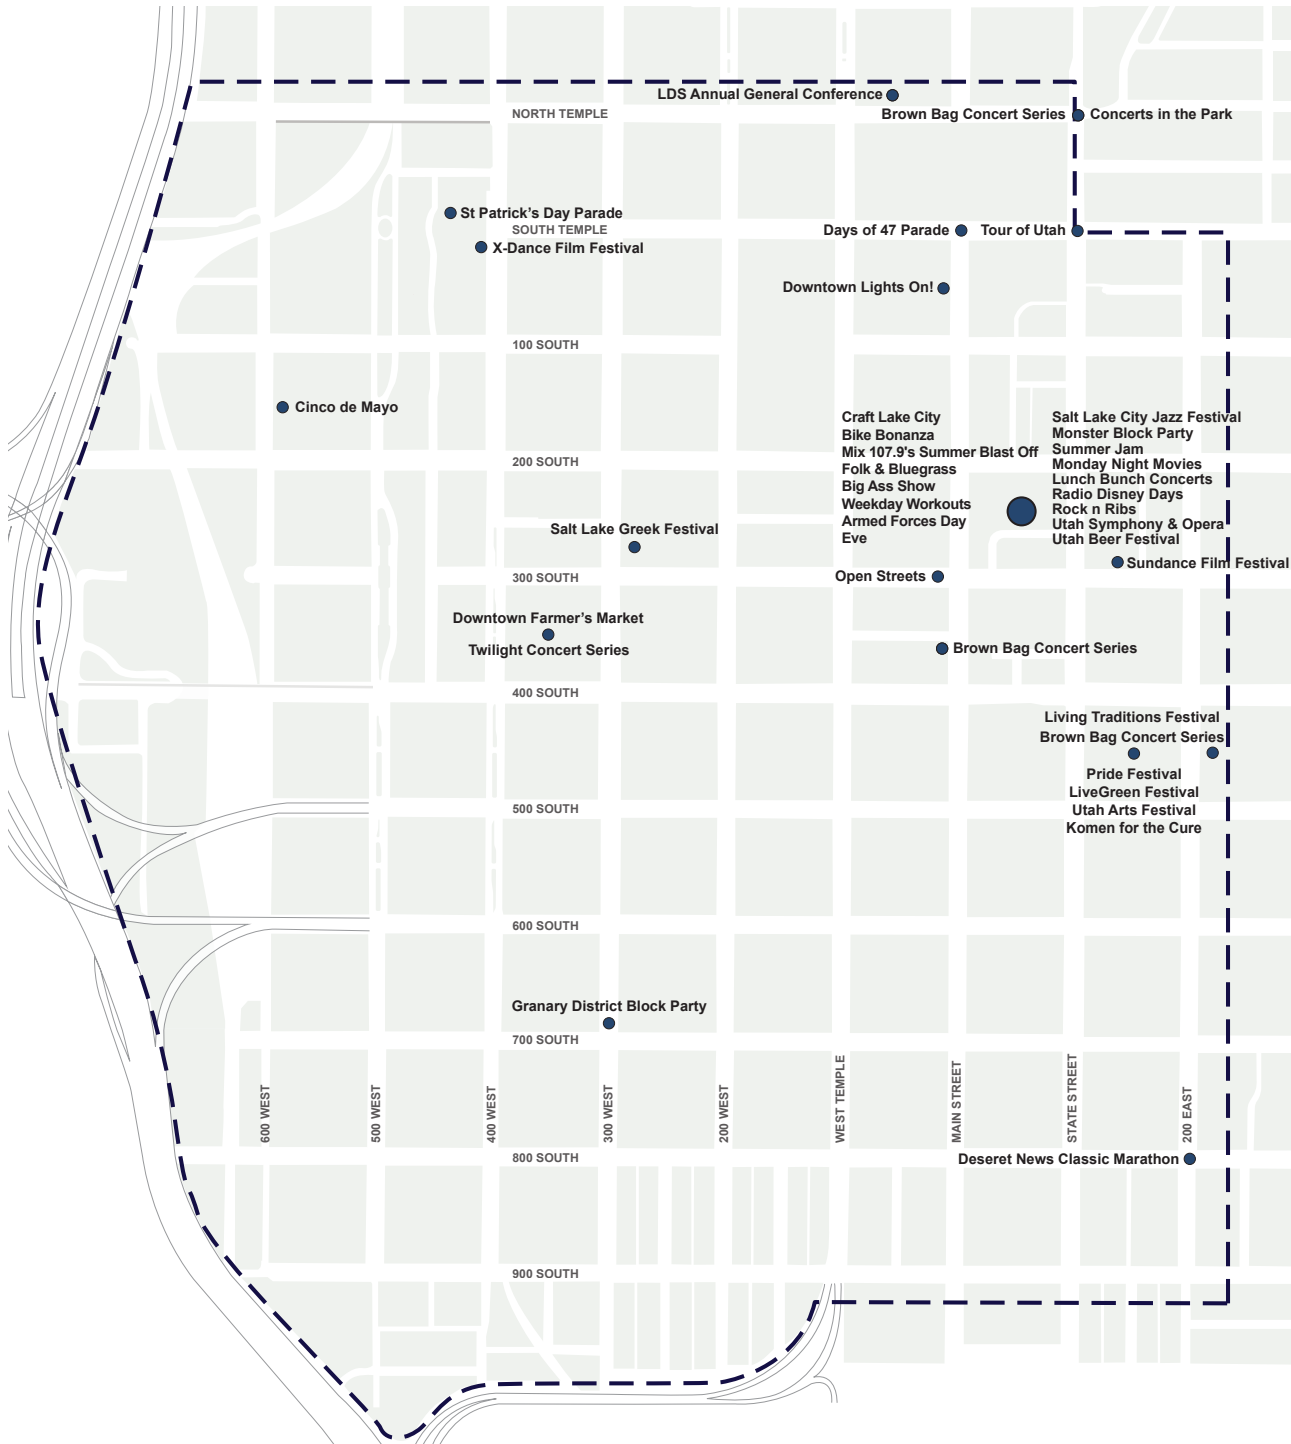 LDS Annual General Conference
Brown Bag Concert Series
Concerts in the Park
NORTH TEMPLE
St Patrick's Day Parade
SOUTH TEMPLE
X-Dance Film Festival
Days of 47 Parade
Tour of Utah
Downtown Lights On!
100 SOUTH
Cinco de Mayo
Craft Lake City
Bike Bonanza
Mix 107.9's Summer Blast Off
Folk & Bluegrass
Big Ass Show
Weekday Workouts
Armed Forces Day
Eve
Salt Lake City Jazz Festival
Monster Block Party
Summer Jam
Monday Night Movies
Lunch Bunch Concerts
Radio Disney Days
Rock n Ribs
Utah Symphony & Opera
Utah Beer Festival
200 SOUTH
Salt Lake Greek Festival
Sundance Film Festival
300 SOUTH
Open Streets
Downtown Farmer's Market
Twilight Concert Series
Brown Bag Concert Series
400 SOUTH
Living Traditions Festival
Brown Bag Concert Series
Pride Festival
LiveGreen Festival
Utah Arts Festival
Komen for the Cure
500 SOUTH
600 SOUTH
Granary District Block Party
700 SOUTH
600 WEST
500 WEST
400 WEST
300 WEST
200 WEST
WEST TEMPLE
MAIN STREET
STATE STREET
200 EAST
800 SOUTH
Deseret News Classic Marathon
900 SOUTH